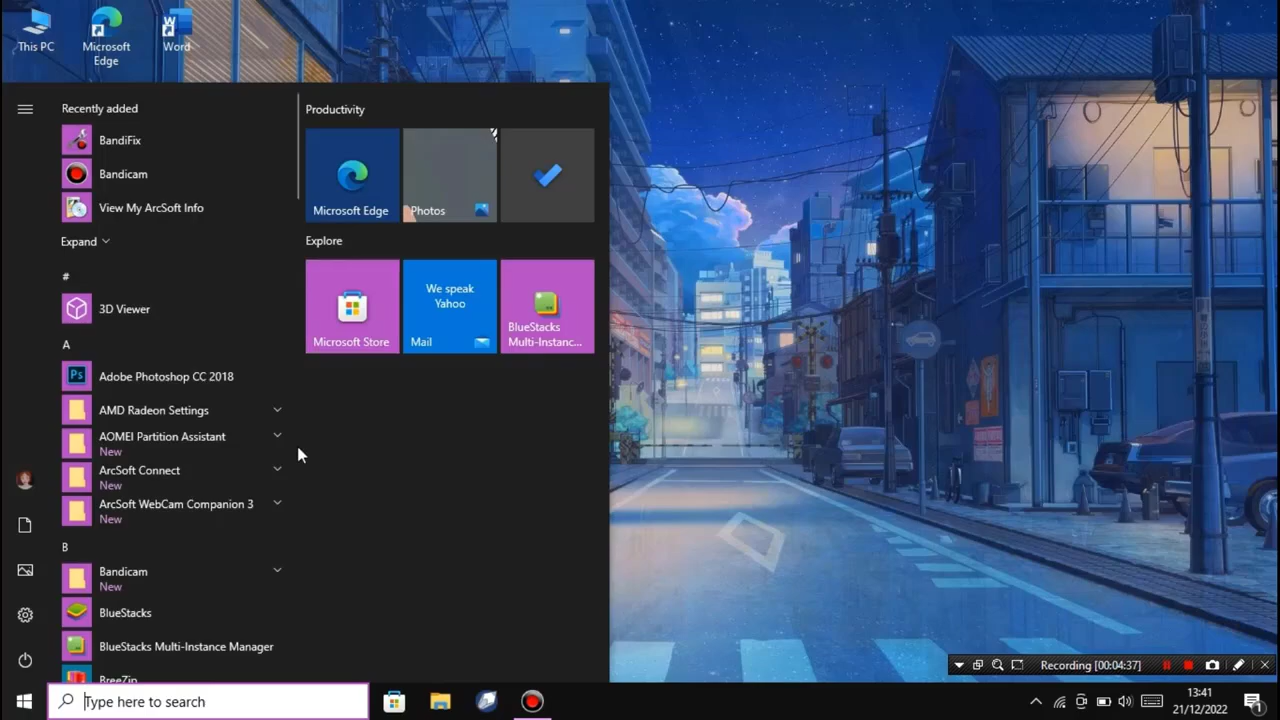 This PC
Microsoft
Edge
Word
Recently added
BandiFix
Bandicam
View My ArcSoft Info
Expand
#
3D Viewer
A
Adobe Photoshop CC 2018
AMD Radeon Settings
AOMEI Partition Assistant
New
ArcSoft Connect
New
ArcSoft WebCam Companion 3
New
B
Bandicam
New
BlueStacks
BlueStacks Multi-Instance Manager
BreeZip
Productivity
Microsoft Edge
Photos
Explore
Microsoft Store
We speak
Yahoo
Mail
BlueStacks
Multi-Instanc...
Recording [00:04:37]
Type here to search
13:41
21/12/2022
1